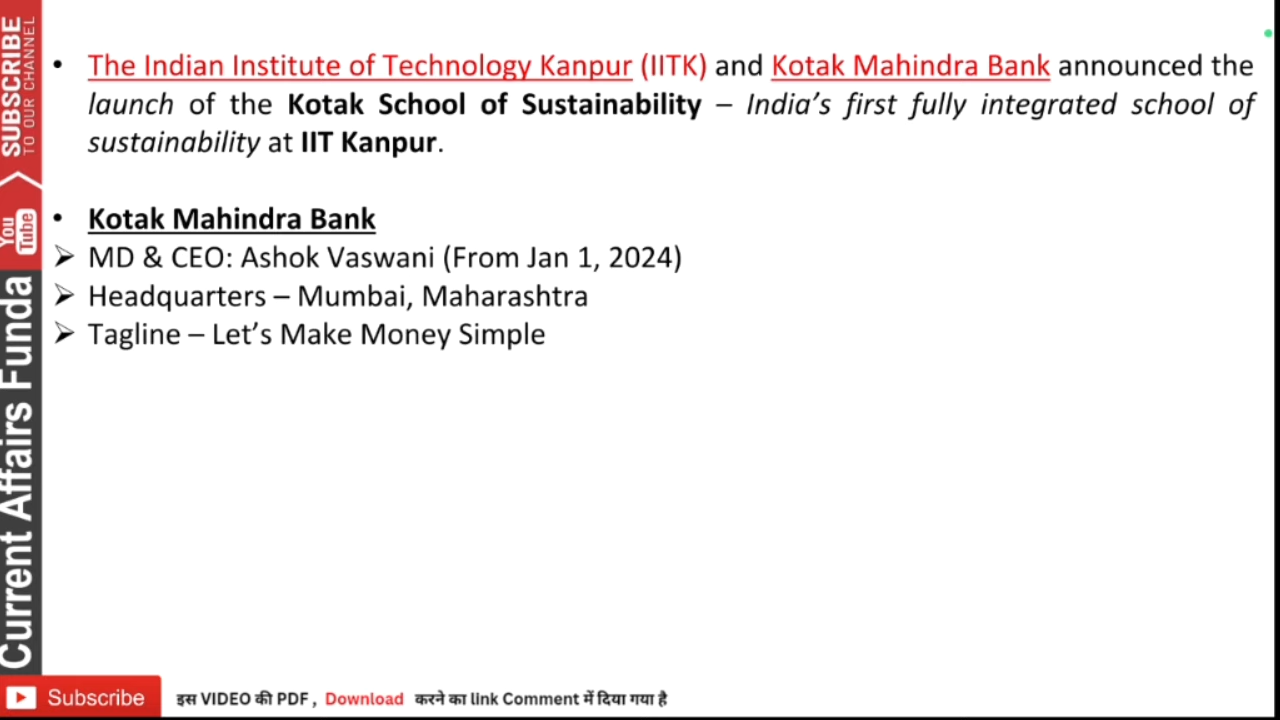 • The Indian Institute of Technology Kanpur (IITK) and Kotak Mahindra Bank announced the
launch of the Kotak School of Sustainability – India’s first fully integrated school of
sustainability at IIT Kanpur.
• Kotak Mahindra Bank
➢ MD & CEO: Ashok Vaswani (From Jan 1, 2024)
➢ Headquarters – Mumbai, Maharashtra
➢ Tagline – Let’s Make Money Simple
SUBSCRIBE
TO OUR CHANNEL
You
Tube
Current Affairs Funda
Subscribe
इस VIDEO की PDF , Download करने का link Comment में दिया गया है